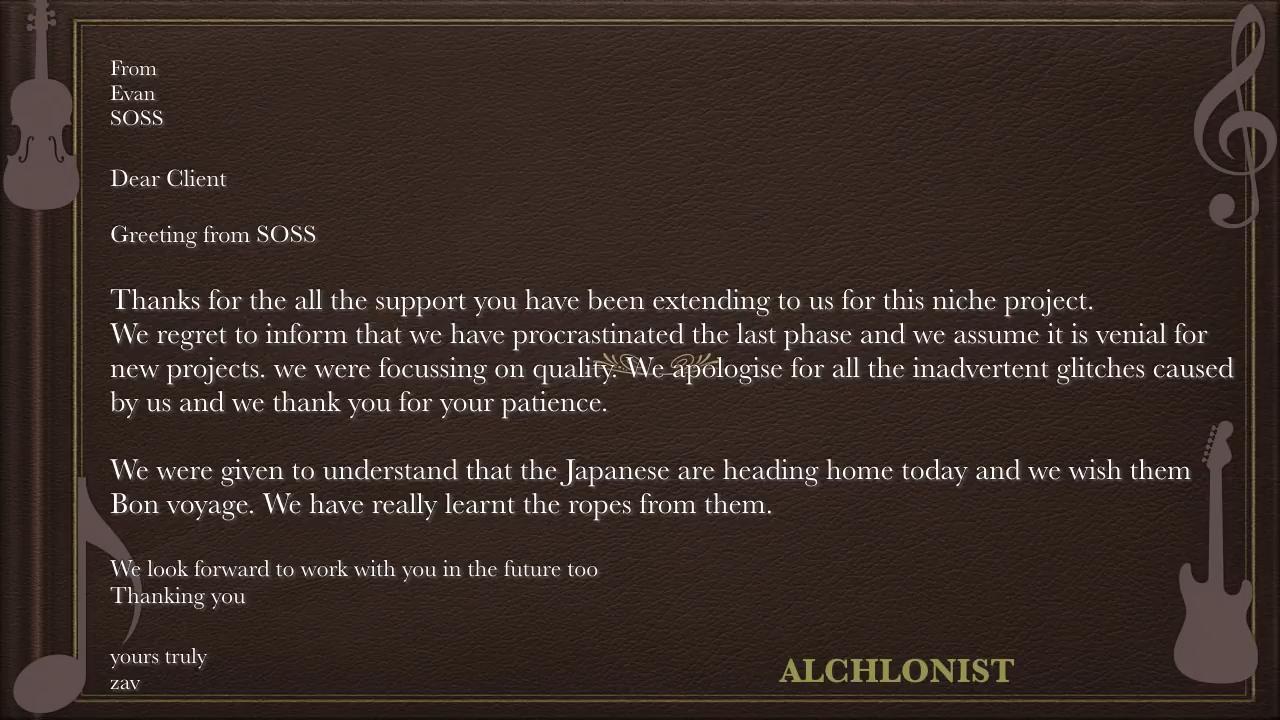 From
Evan
SOSS
Dear Client
Greeting from SOSS
Thanks for the all the support you have been extending to us for this niche project.
We regret to inform that we have procrastinated the last phase and we assume it is venial for
new projects. we were focussing on quality. We apologise for all the inadvertent glitches caused
by us and we thank you for your patience.
We were given to understand that the Japanese are heading home today and we wish them
Bon voyage. We have really learnt the ropes from them.
We look forward to work with you in the future too
Thanking you
yours truly
zav
ALCHLONIST